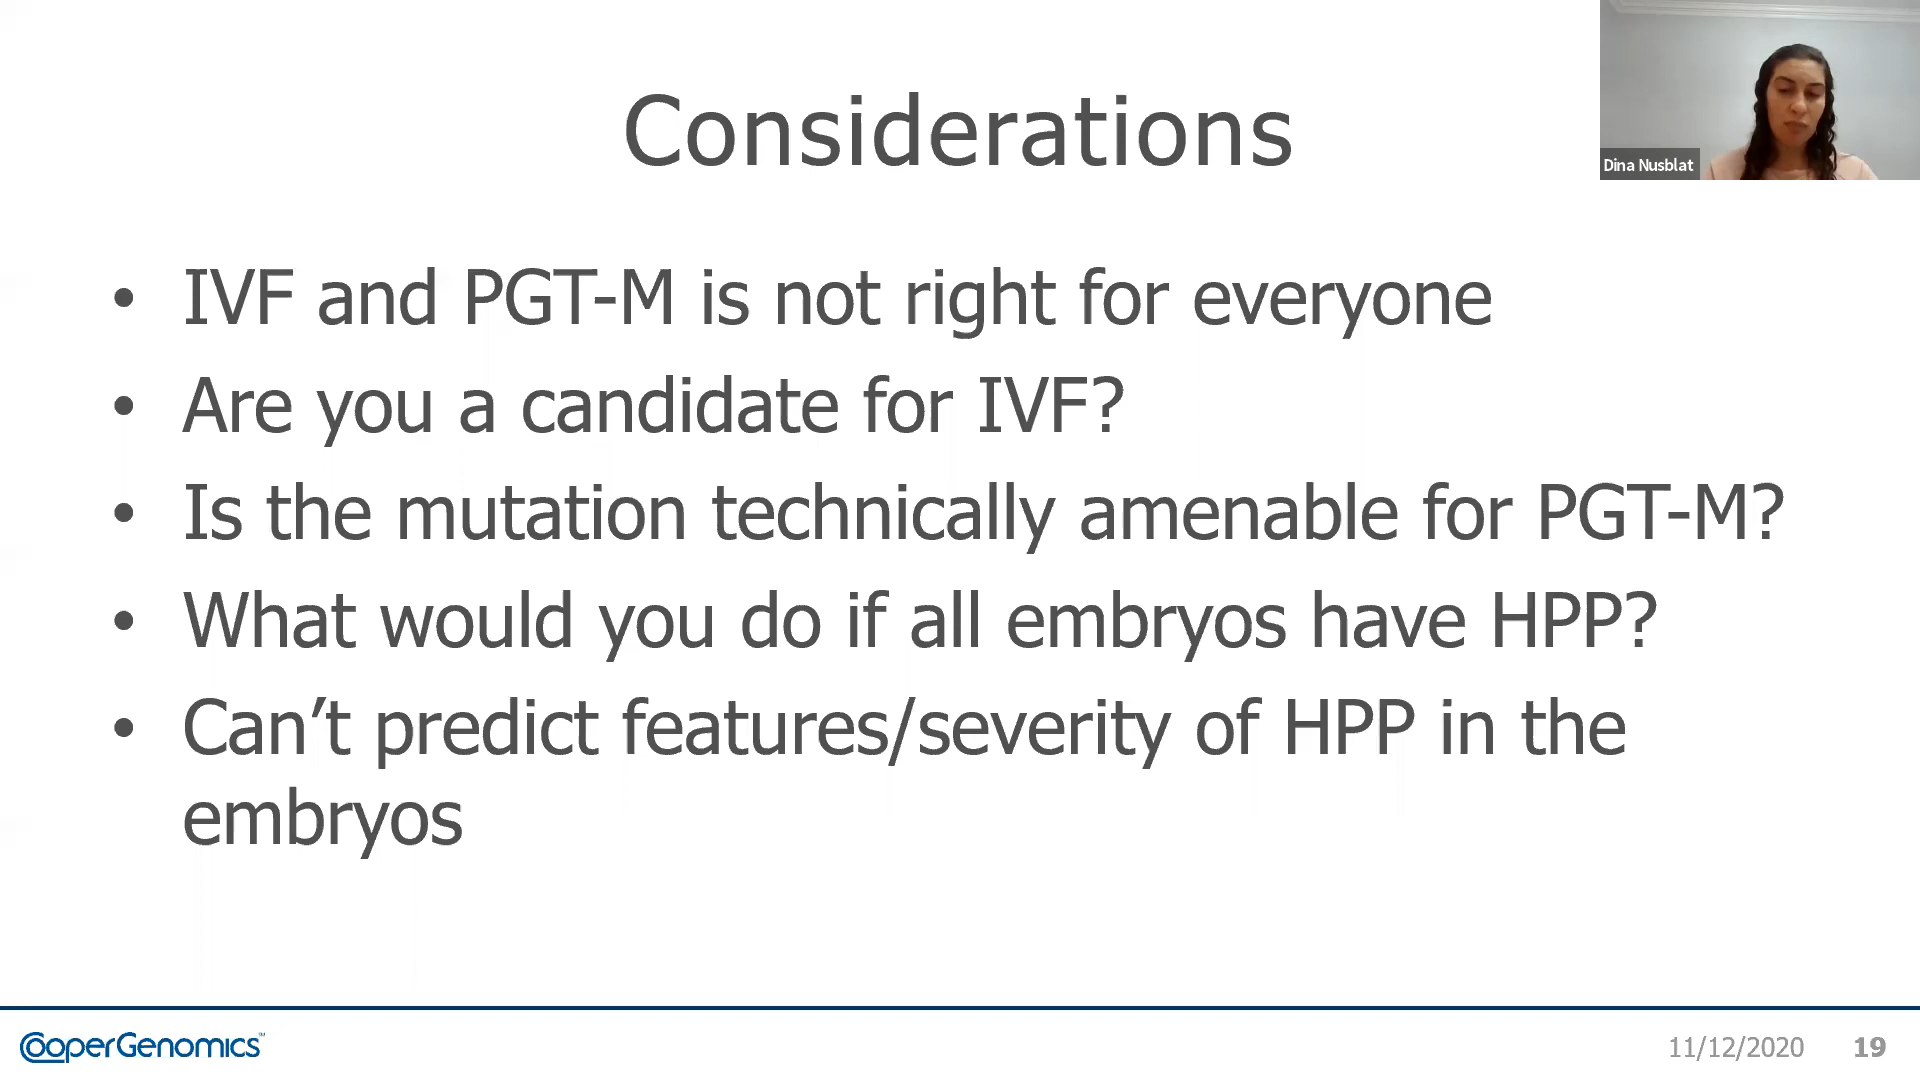 Considerations
Dina Nusblat
• IVF and PGT-M is not right for everyone
• Are you a candidate for IVF?
• Is the mutation technically amenable for PGT-M?
• What would you do if all embryos have HPP?
• Can’t predict features/severity of HPP in the
embryos
CooperGenomics™
11/12/2020 19